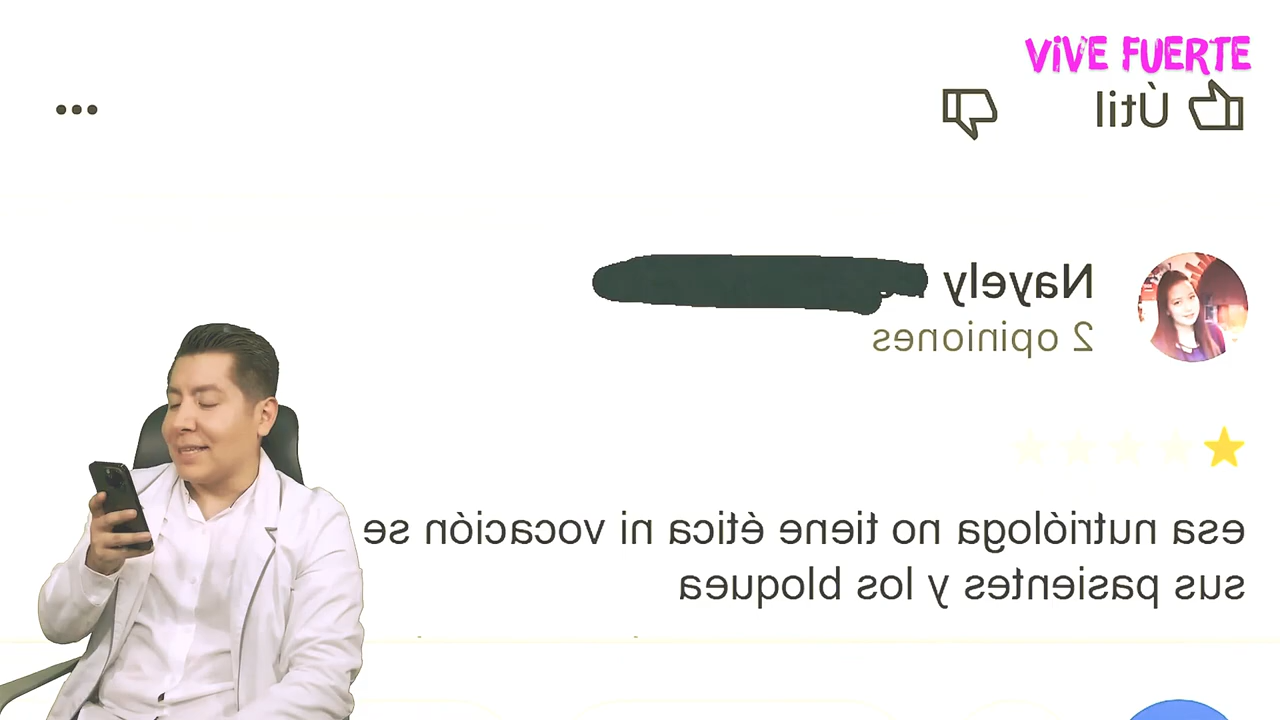 VIVE FUERTE
Útil
Nayely
2 opiniones
esa nutrióloga no tiene ética ni vocación se
sus pasientes y los bloquea